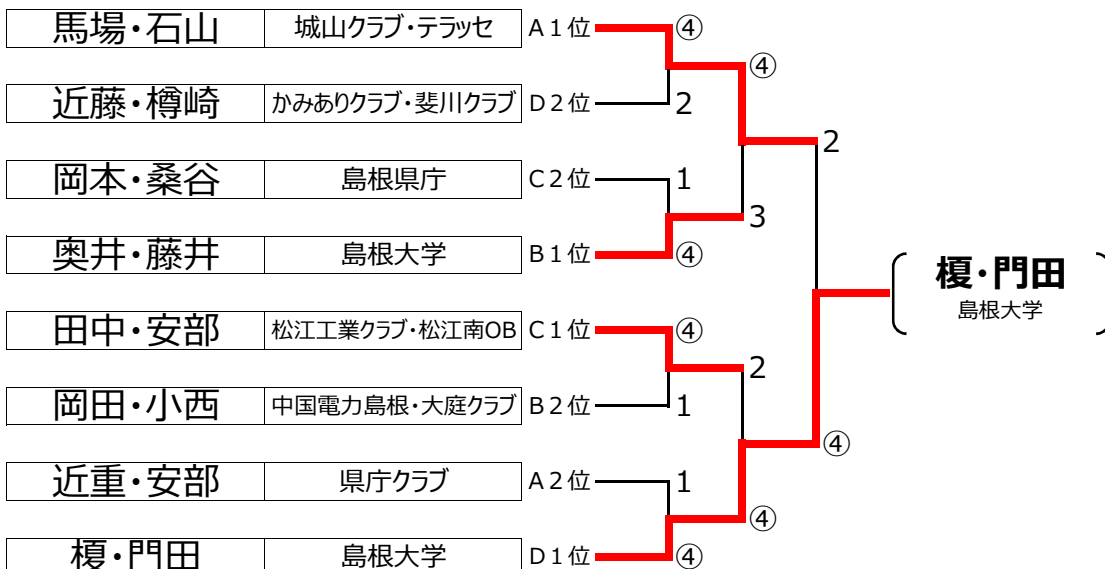 馬場・石山 城山クラブ・テラッセ A1位 ④
④
近藤・樽崎 かみありクラブ・斐川クラブ D2位 2
2
岡本・桑谷 島根県庁 C2位 1
3
奥井・藤井 島根大学 B1位 ④
榎・門田
島根大学
田中・安部 松江工業クラブ・松江南OB C1位 ④
2
岡田・小西 中国電力島根・大庭クラブ B2位 1
④
近重・安部 県庁クラブ A2位 1
④
榎・門田 島根大学 D1位 ④